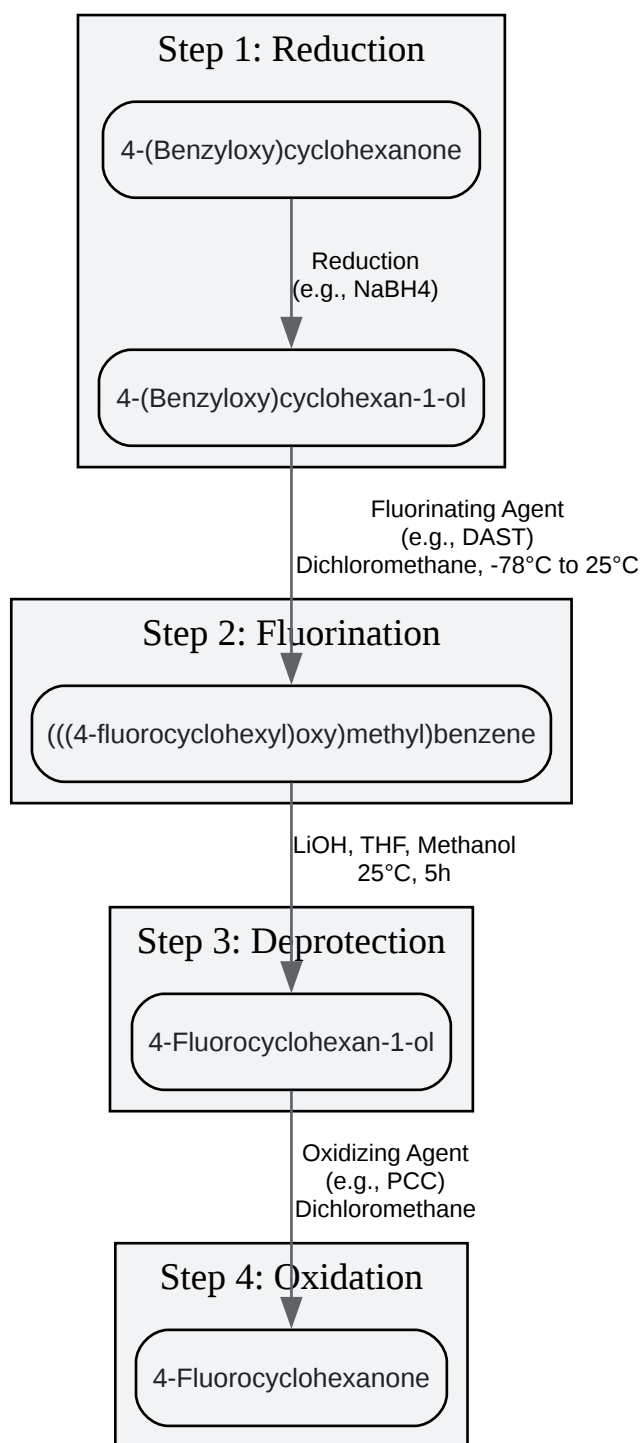 Step 1: Reduction
4-(Benzyloxy)cyclohexanone
Reduction
(e.g., NaBH4)
4-(Benzyloxy)cyclohexan-1-ol
Fluorinating Agent
(e.g., DAST)
Dichloromethane, -78°C to 25°C
Step 2: Fluorination
(((4-fluorocyclohexyl)oxy)methyl)benzene
LiOH, THF, Methanol
25°C, 5h
Step 3: Deprotection
4-Fluorocyclohexan-1-ol
Oxidizing Agent
(e.g., PCC)
Dichloromethane
Step 4: Oxidation
4-Fluorocyclohexanone